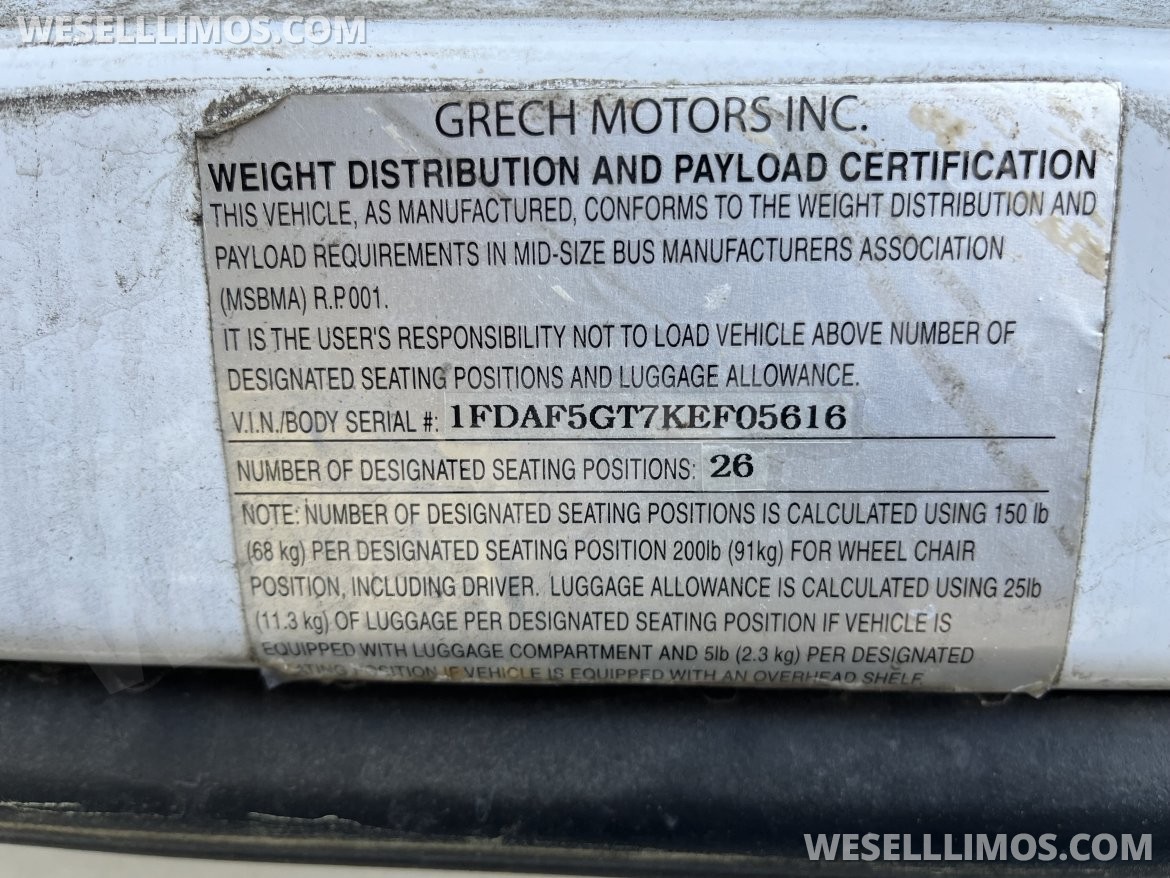 WESELLLIMOS.COM
GRECH MOTORS INC.
WEIGHT DISTRIBUTION AND PAYLOAD CERTIFICATION
THIS VEHICLE, AS MANUFACTURED, CONFORMS TO THE WEIGHT DISTRIBUTION AND
PAYLOAD REQUIREMENTS IN MID-SIZE BUS MANUFACTURERS ASSOCIATION
(MSBMA) R.P.001.
IT IS THE USER'S RESPONSIBILITY NOT TO LOAD VEHICLE ABOVE NUMBER OF
DESIGNATED SEATING POSITIONS AND LUGGAGE ALLOWANCE.
V.I.N./BODY SERIAL #: 1FDAF5GT7KEF05616
NUMBER OF DESIGNATED SEATING POSITIONS: 26
NOTE: NUMBER OF DESIGNATED SEATING POSITIONS IS CALCULATED USING 150 lb
(68 kg) PER DESIGNATED SEATING POSITION 200lb (91kg) FOR WHEEL CHAIR
POSITION, INCLUDING DRIVER. LUGGAGE ALLOWANCE IS CALCULATED USING 25lb
(11.3 kg) OF LUGGAGE PER DESIGNATED SEATING POSITION IF VEHICLE IS
EQUIPPED WITH LUGGAGE COMPARTMENT AND 5lb (2.3 kg) PER DESIGNATED
SEATING POSITION IF VEHICLE IS EQUIPPED WITH AN OVERHEAD SHELF.
WESELLLIMOS.COM